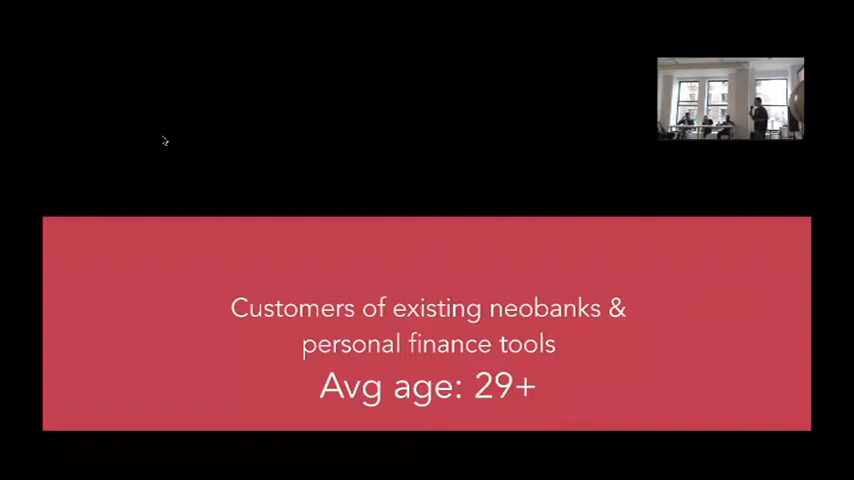 Customers of existing neobanks &
personal finance tools
Avg age: 29+